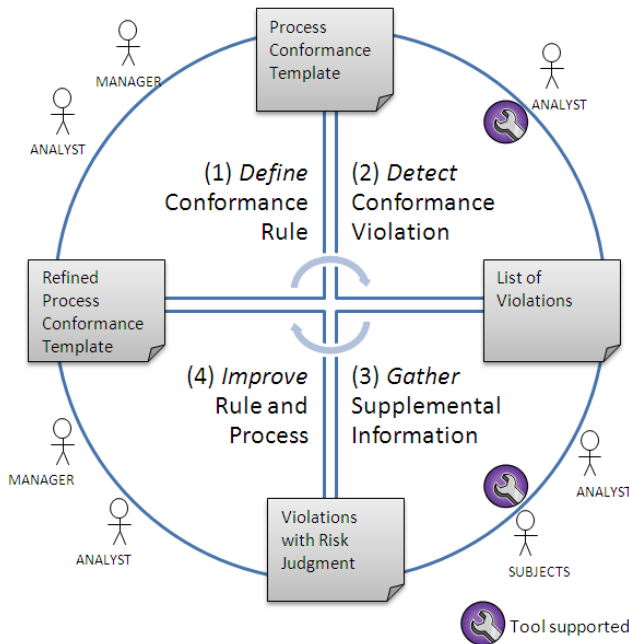 MANAGER
ANALYST
Process
Conformance
Template
ANALYST
(1) Define
Conformance
Rule
(2) Detect
Conformance
Violation
Refined
Process
Conformance
Template
List of
Violations
(4) Improve
Rule and
Process
(3) Gather
Supplemental
Information
MANAGER
ANALYST
Violations
with Risk
Judgment
ANALYST
SUBJECTS
Tool supported